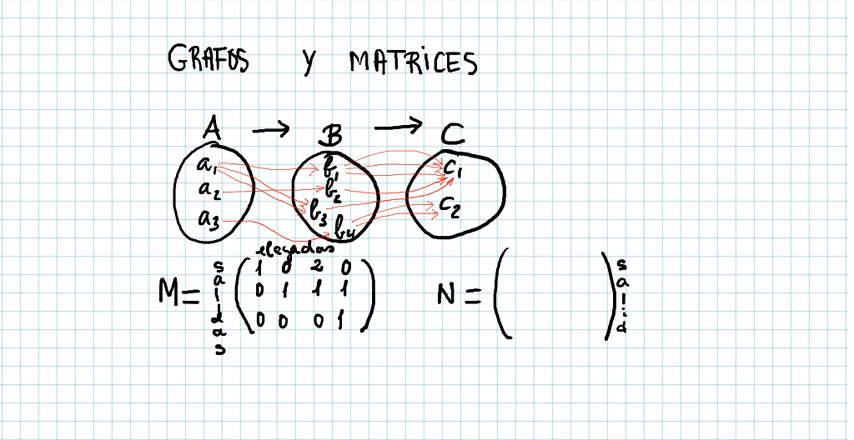 GRAFOS Y MATRICES
A → B → C
a₁ b₁ c₁
a₂ b₂
a₃ b₃ c₂
b₄
llegadas
M = salidas ( 1 0 2 0
0 1 1 1
0 0 0 1 )
N = ( ) salid